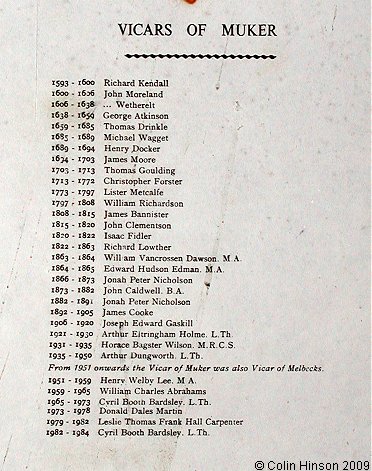 VICARS OF MUKER
1593 - 1600 Richard Kendall
1600 - 1606 John Moreland
1606 - 1638 ... Wetherelt
1638 - 1659 George Atkinson
1659 - 1685 Thomas Drinkle
1685 - 1689 Michael Wagget
1689 - 1694 Henry Docker
1694 - 1703 James Moore
1703 - 1713 Thomas Goulding
1713 - 1772 Christopher Forster
1773 - 1797 Lister Metcalfe
1797 - 1808 William Richardson
1808 - 1815 James Bannister
1815 - 1820 John Clementson
1820 - 1822 Isaac Fidler
1822 - 1863 Richard Lowther
1863 - 1864 William Vancrossen Dawson. M.A.
1864 - 1865 Edward Hudson Edman. M.A.
1866 - 1873 Jonah Peter Nicholson
1873 - 1882 John Caldwell. B.A.
1882 - 1891 Jonah Peter Nicholson
1892 - 1905 James Cooke
1906 - 1920 Joseph Edward Gaskill
1921 - 1930 Arthur Eltringham Holme. L.Th.
1931 - 1935 Horace Bagster Wilson. M.R.C.S.
1935 - 1950 Arthur Dungworth. L.Th.
From 1951 onwards the Vicar of Muker was also Vicar of Melbecks.
1951 - 1959 Henry Welby Lee. M.A.
1959 - 1965 William Charles Abrahams
1965 - 1973 Cyril Booth Bardsley. L.Th.
1973 - 1978 Donald Dales Martin
1979 - 1982 Leslie Thomas Frank Hall Carpenter
1982 - 1984 Cyril Booth Bardsley. L.Th.
© Colin Hinson 2009